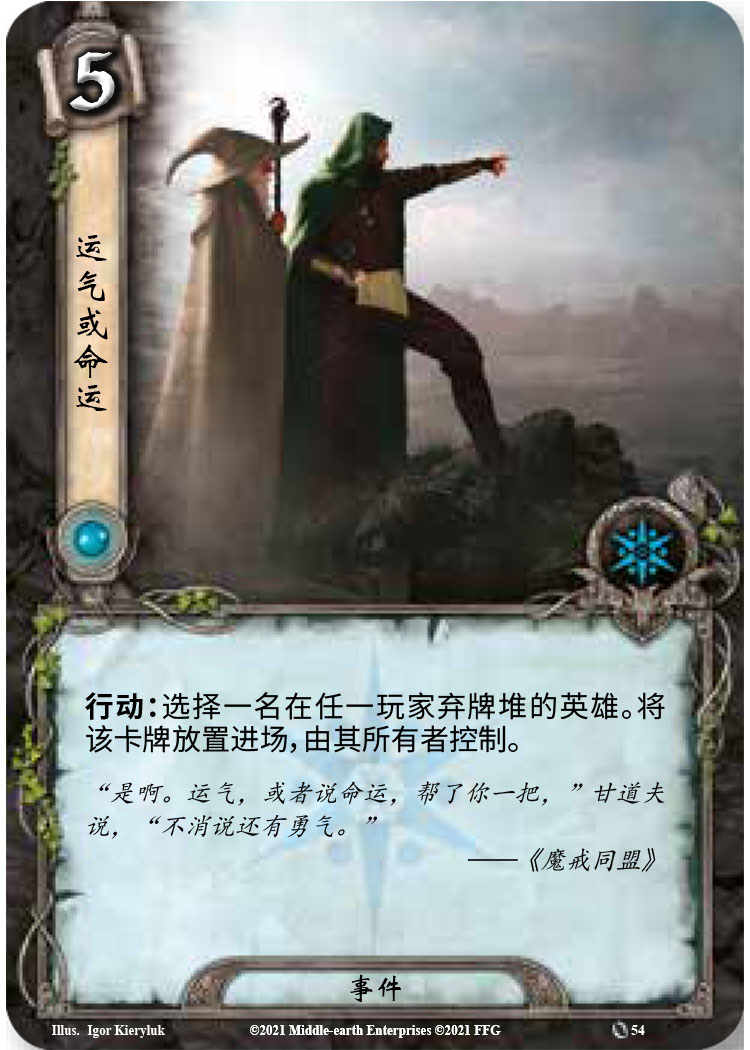 5
运气或命运
行动：选择一名在任一玩家弃牌堆的英雄。将
该卡牌放置进场，由其所有者控制。
“是啊。运气，或者说命运，帮了你一把，”甘道夫
说，“不消说还有勇气。”
——《魔戒同盟》
事件
Illus. Igor Kieryluk ©2021 Middle-earth Enterprises ©2021 FFG 54